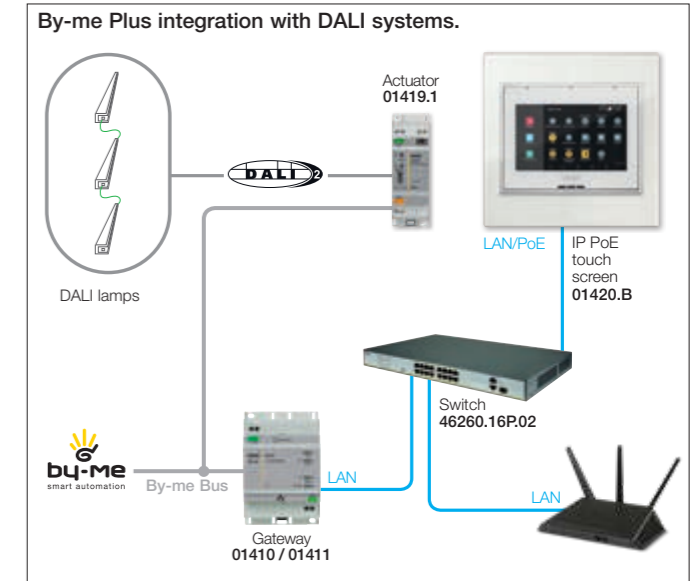 By-me Plus integration with DALI systems.
Actuator
01419.1
DALI 2
LAN/PoE
IP PoE
touch
screen
01420.B
DALI lamps
Switch
46260.16P.02
by-me
smart automation
By-me Bus
LAN
LAN
Gateway
01410 / 01411